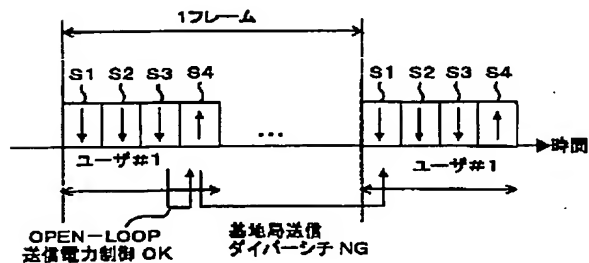 1フレーム
S1 S2 S3 S4
S1 S2 S3 S4
...
時間
ユーザ#1
ユーザ#1
OPEN-LOOP
送信電力制御 OK
基地局送信
ダイバーシチ NG